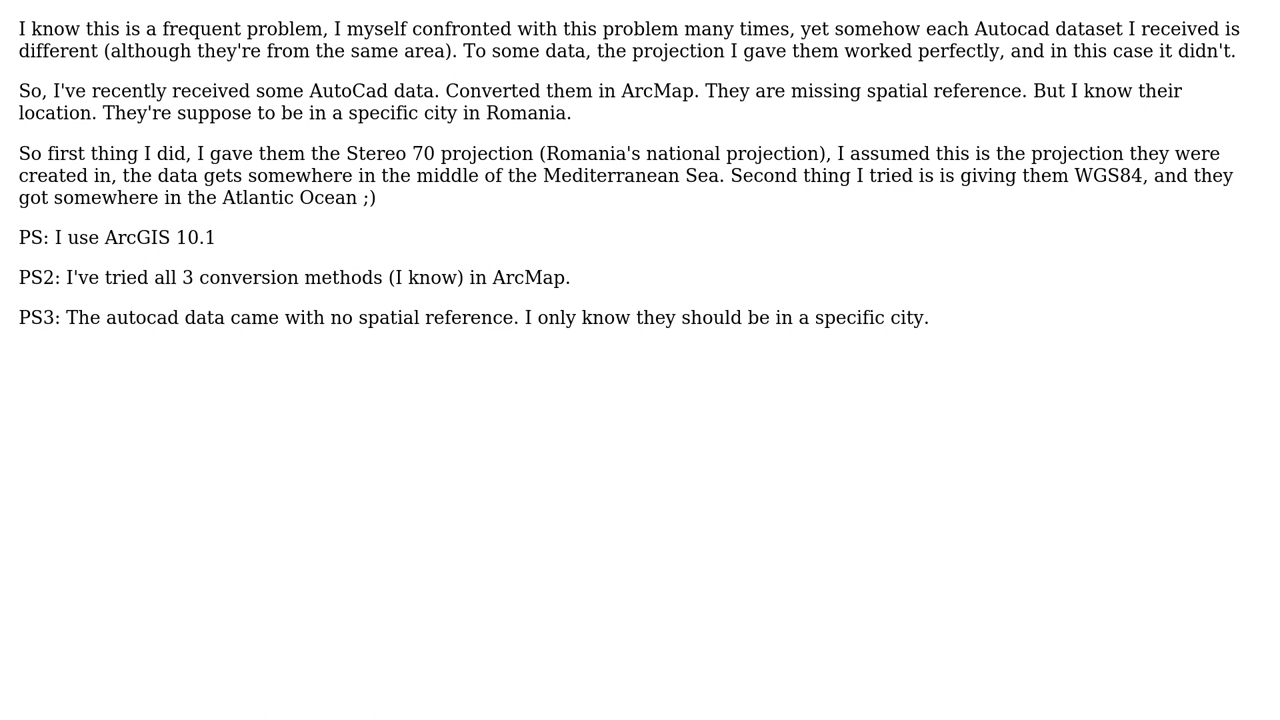 I know this is a frequent problem, I myself confronted with this problem many times, yet somehow each Autocad dataset I received is
different (although they're from the same area). To some data, the projection I gave them worked perfectly, and in this case it didn't.
So, I've recently received some AutoCad data. Converted them in ArcMap. They are missing spatial reference. But I know their
location. They're suppose to be in a specific city in Romania.
So first thing I did, I gave them the Stereo 70 projection (Romania's national projection), I assumed this is the projection they were
created in, the data gets somewhere in the middle of the Mediterranean Sea. Second thing I tried is is giving them WGS84, and they
got somewhere in the Atlantic Ocean ;)
PS: I use ArcGIS 10.1
PS2: I've tried all 3 conversion methods (I know) in ArcMap.
PS3: The autocad data came with no spatial reference. I only know they should be in a specific city.